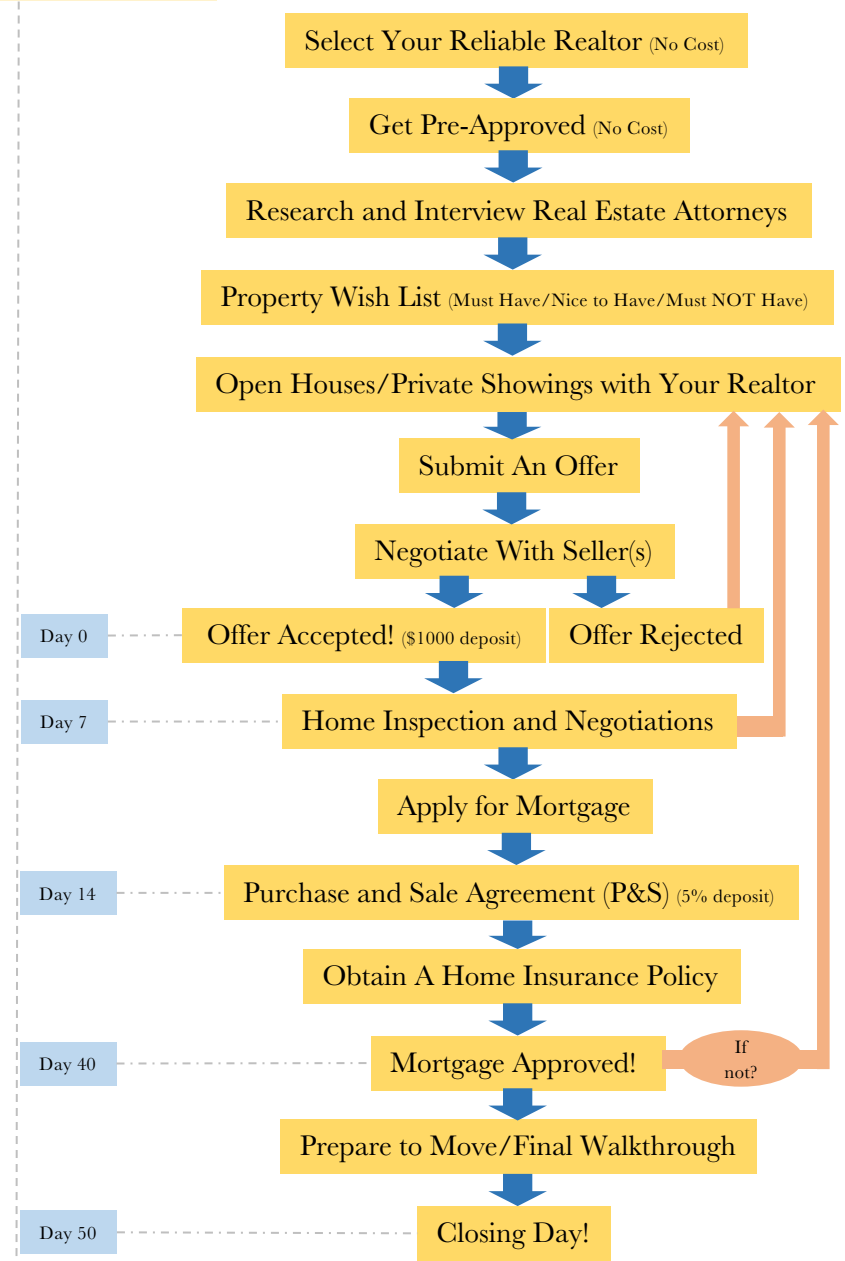 Select Your Reliable Realtor (No Cost)
Get Pre-Approved (No Cost)
Research and Interview Real Estate Attorneys
Property Wish List (Must Have/Nice to Have/Must NOT Have)
Open Houses/Private Showings with Your Realtor
Submit An Offer
Negotiate With Seller(s)
Day 0
Offer Accepted! ($1000 deposit)
Offer Rejected
Day 7
Home Inspection and Negotiations
Apply for Mortgage
Day 14
Purchase and Sale Agreement (P&S) (5% deposit)
Obtain A Home Insurance Policy
Day 40
Mortgage Approved!
If
not?
Prepare to Move/Final Walkthrough
Day 50
Closing Day!